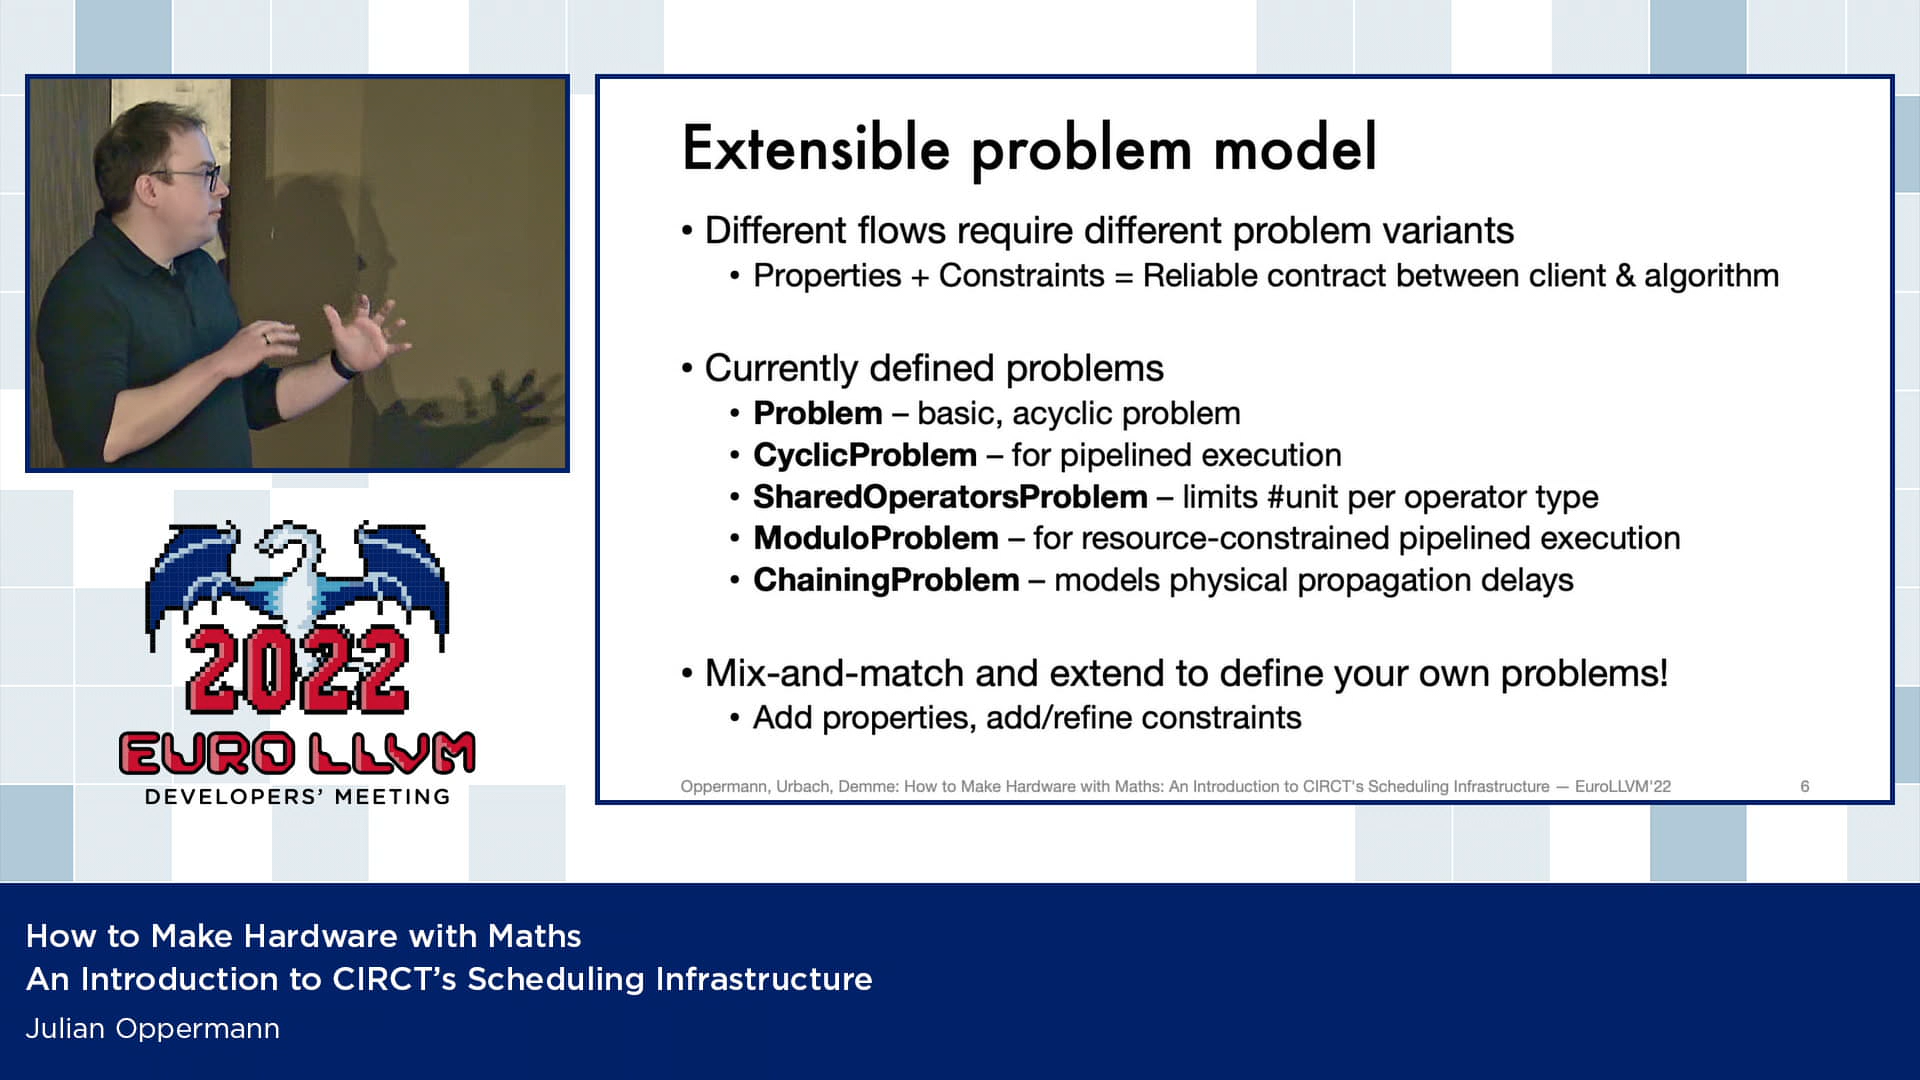 Extensible problem model
• Different flows require different problem variants
• Properties + Constraints = Reliable contract between client & algorithm
• Currently defined problems
• Problem – basic, acyclic problem
• CyclicProblem – for pipelined execution
• SharedOperatorsProblem – limits #unit per operator type
• ModuloProblem – for resource-constrained pipelined execution
• ChainingProblem – models physical propagation delays
• Mix-and-match and extend to define your own problems!
• Add properties, add/refine constraints
Oppermann, Urbach, Demme: How to Make Hardware with Maths: An Introduction to CIRCT's Scheduling Infrastructure — EuroLLVM'22 6
2022
EURO LLVM
DEVELOPERS’ MEETING
How to Make Hardware with Maths
An Introduction to CIRCT’s Scheduling Infrastructure
Julian Oppermann